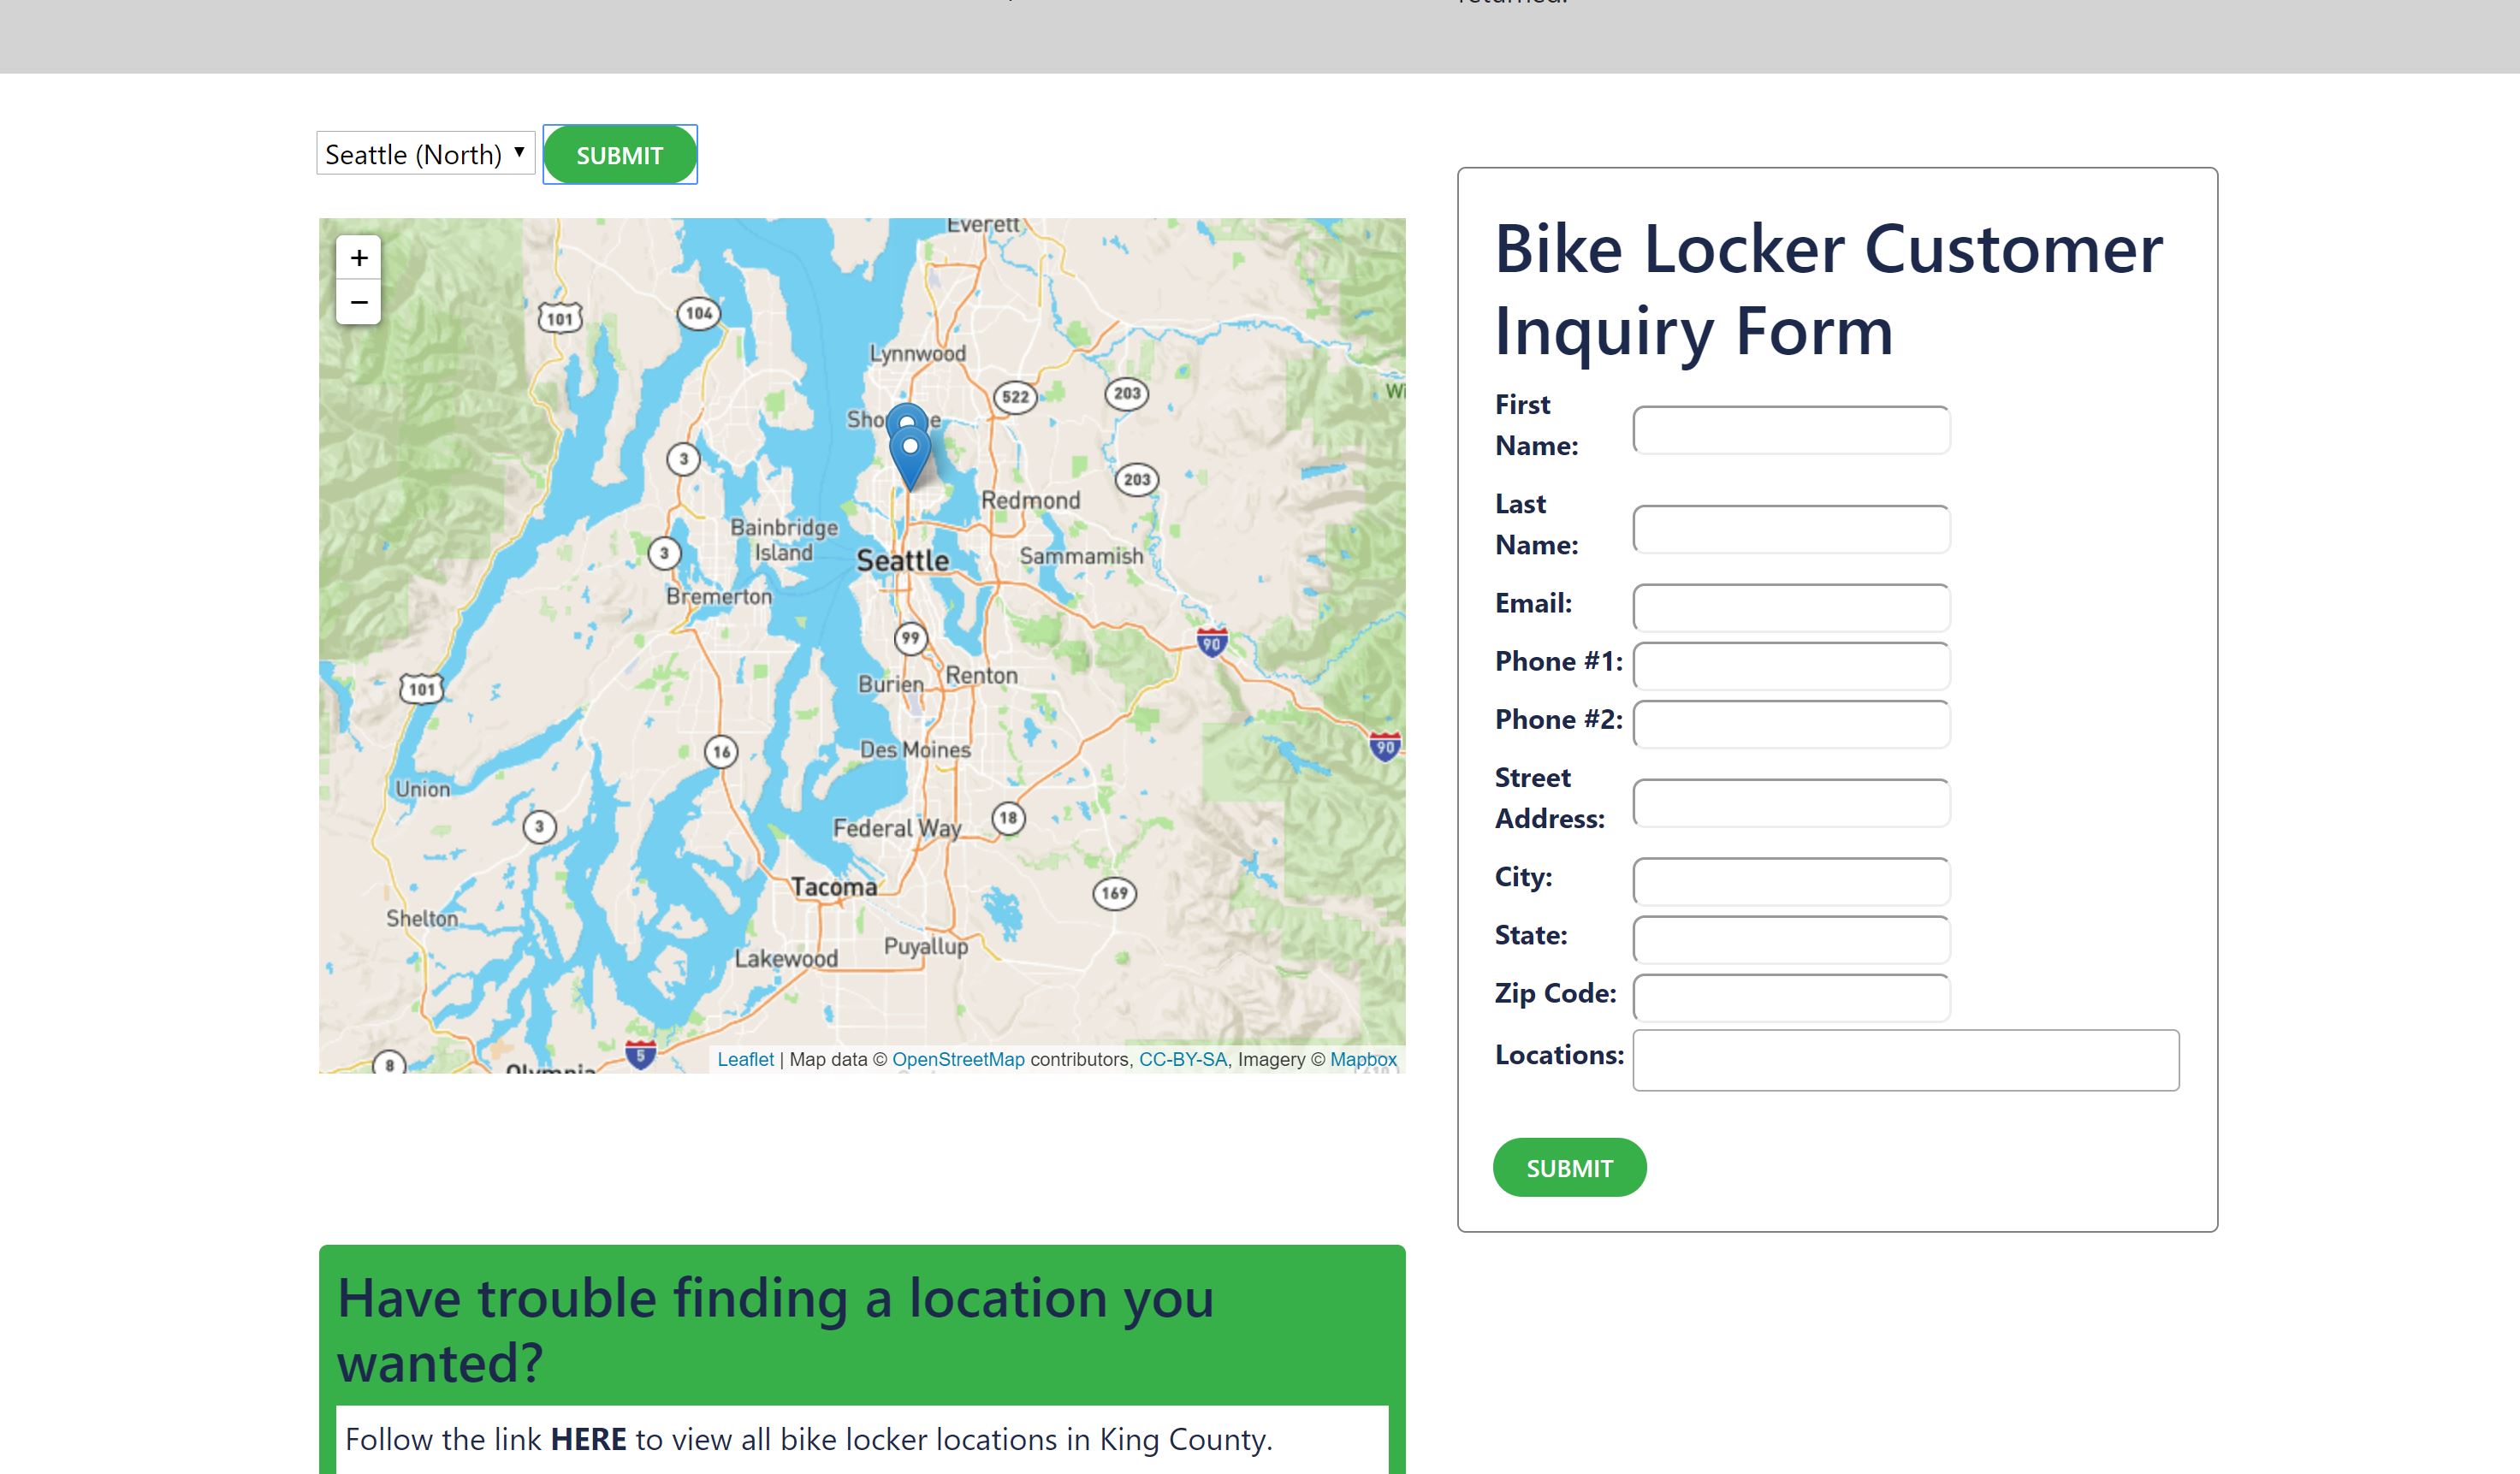 returned.
Seattle (North)
SUBMIT
+
−
Everett
101
104
Lynnwood
522
203
3
203
Redmond
Bainbridge
Island
3
Seattle
Sammamish
Bremerton
99
90
Burien
Renton
101
90
16
Des Moines
Union
3
Federal Way
18
Tacoma
169
Shelton
Puyallup
Lakewood
8
5
Olympia
Leaflet | Map data © OpenStreetMap contributors, CC-BY-SA, Imagery © Mapbox
Bike Locker Customer
Inquiry Form
First
Name:
Last
Name:
Email:
Phone #1:
Phone #2:
Street
Address:
City:
State:
Zip Code:
Locations:
SUBMIT
Have trouble finding a location you
wanted?
Follow the link HERE to view all bike locker locations in King County.